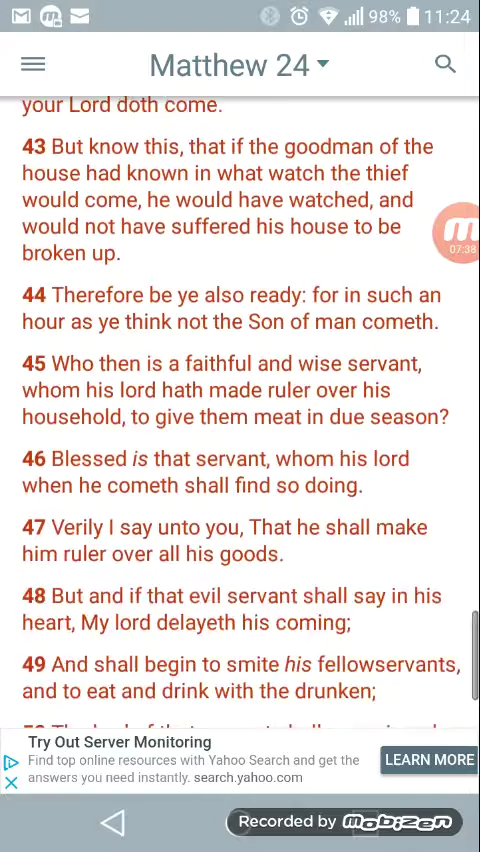 98% 11:24
Matthew 24
your Lord doth come.
43 But know this, that if the goodman of the
house had known in what watch the thief
would come, he would have watched, and
would not have suffered his house to be
broken up.
07:38
44 Therefore be ye also ready: for in such an
hour as ye think not the Son of man cometh.
45 Who then is a faithful and wise servant,
whom his lord hath made ruler over his
household, to give them meat in due season?
46 Blessed is that servant, whom his lord
when he cometh shall find so doing.
47 Verily I say unto you, That he shall make
him ruler over all his goods.
48 But and if that evil servant shall say in his
heart, My lord delayeth his coming;
49 And shall begin to smite his fellowservants,
and to eat and drink with the drunken;
Try Out Server Monitoring
Find top online resources with Yahoo Search and get the
answers you need instantly. search.yahoo.com
LEARN MORE
Recorded by mobizen